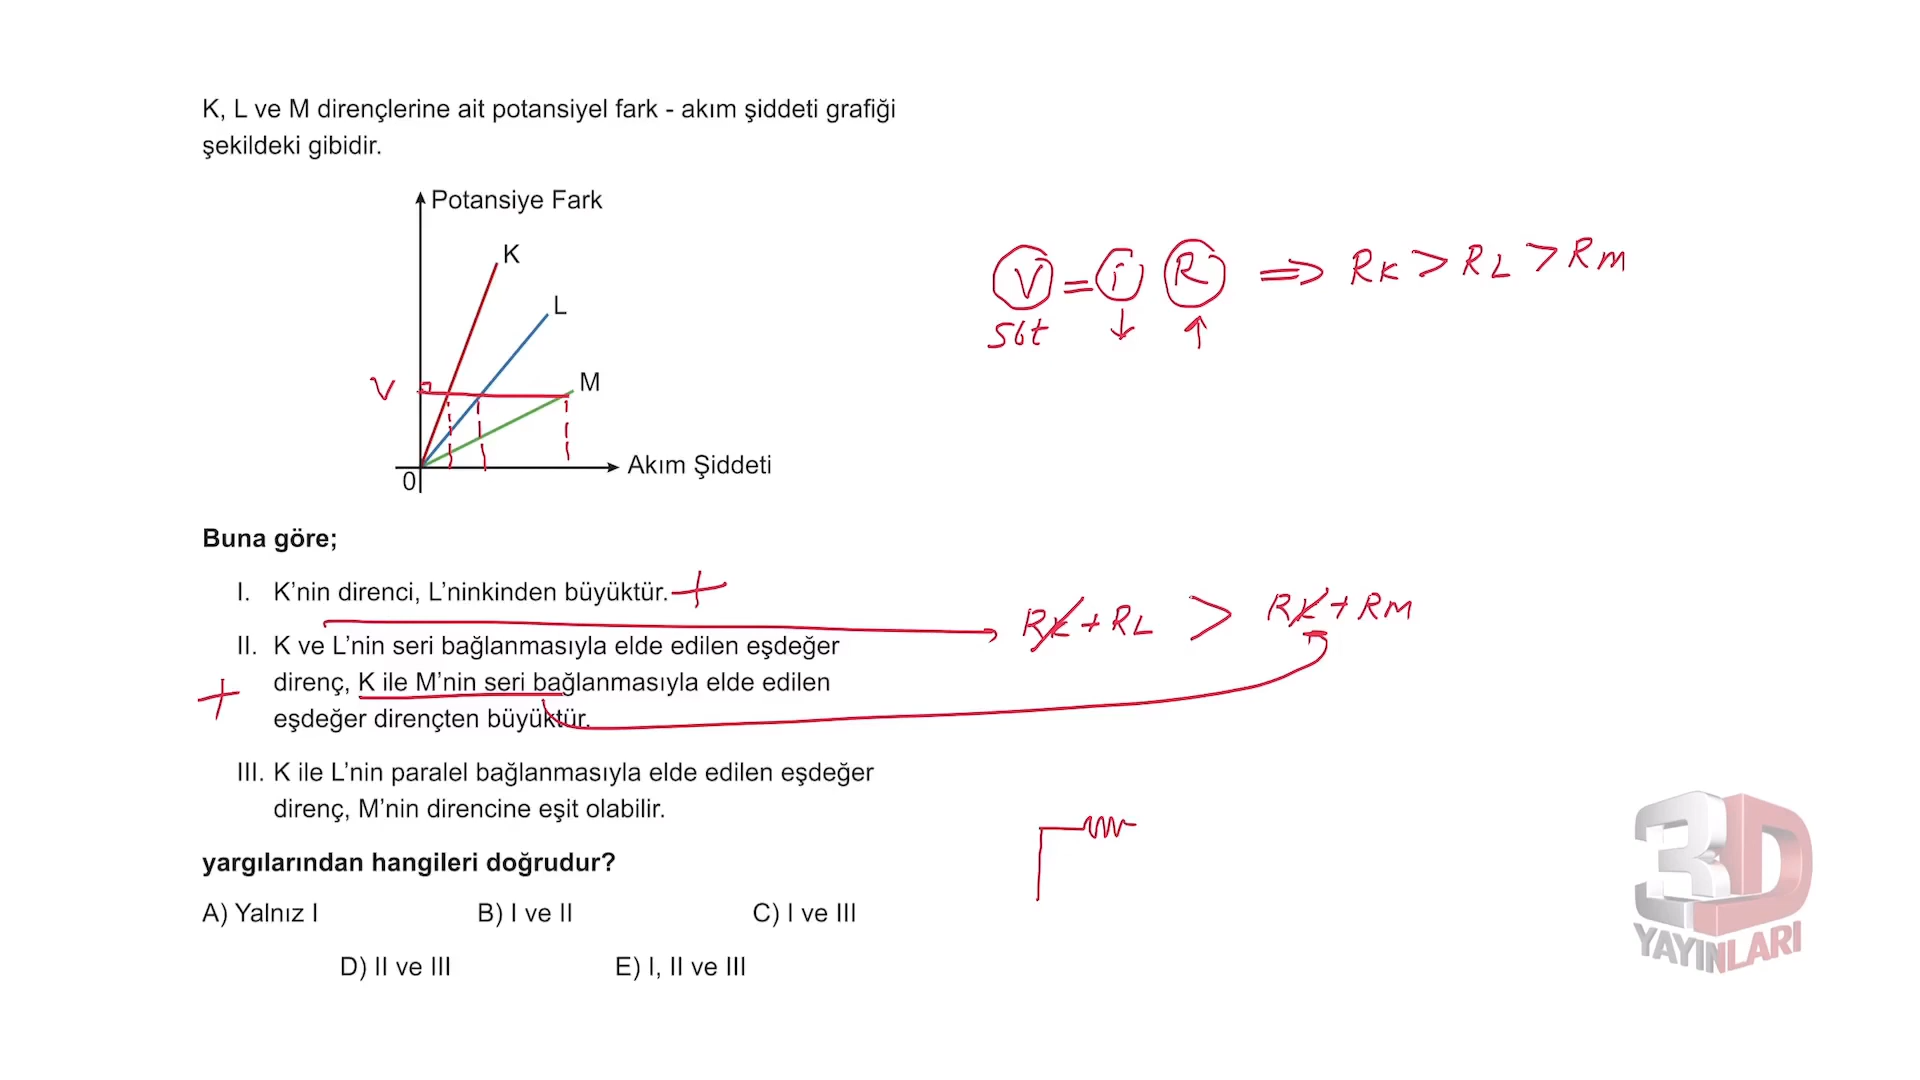 K, L ve M dirençlerine ait potansiyel fark - akım şiddeti grafiği
şekildeki gibidir.
Potansiye Fark
K
L
V
M
Akım Şiddeti
0
V = i R ⇒ RK > RL > RM
Sbt ↓ ↑
Buna göre;
I. K'nin direnci, L'ninkinden büyüktür. +
RK + RL > RK + RM
II. K ve L'nin seri bağlanmasıyla elde edilen eşdeğer
direnç, K ile M'nin seri bağlanmasıyla elde edilen
+
eşdeğer dirençten büyüktür.
III. K ile L'nin paralel bağlanmasıyla elde edilen eşdeğer
direnç, M'nin direncine eşit olabilir.
yargılarından hangileri doğrudur?
A) Yalnız I B) I ve II C) I ve III
D) II ve III E) I, II ve III
3D
YAYINLARI